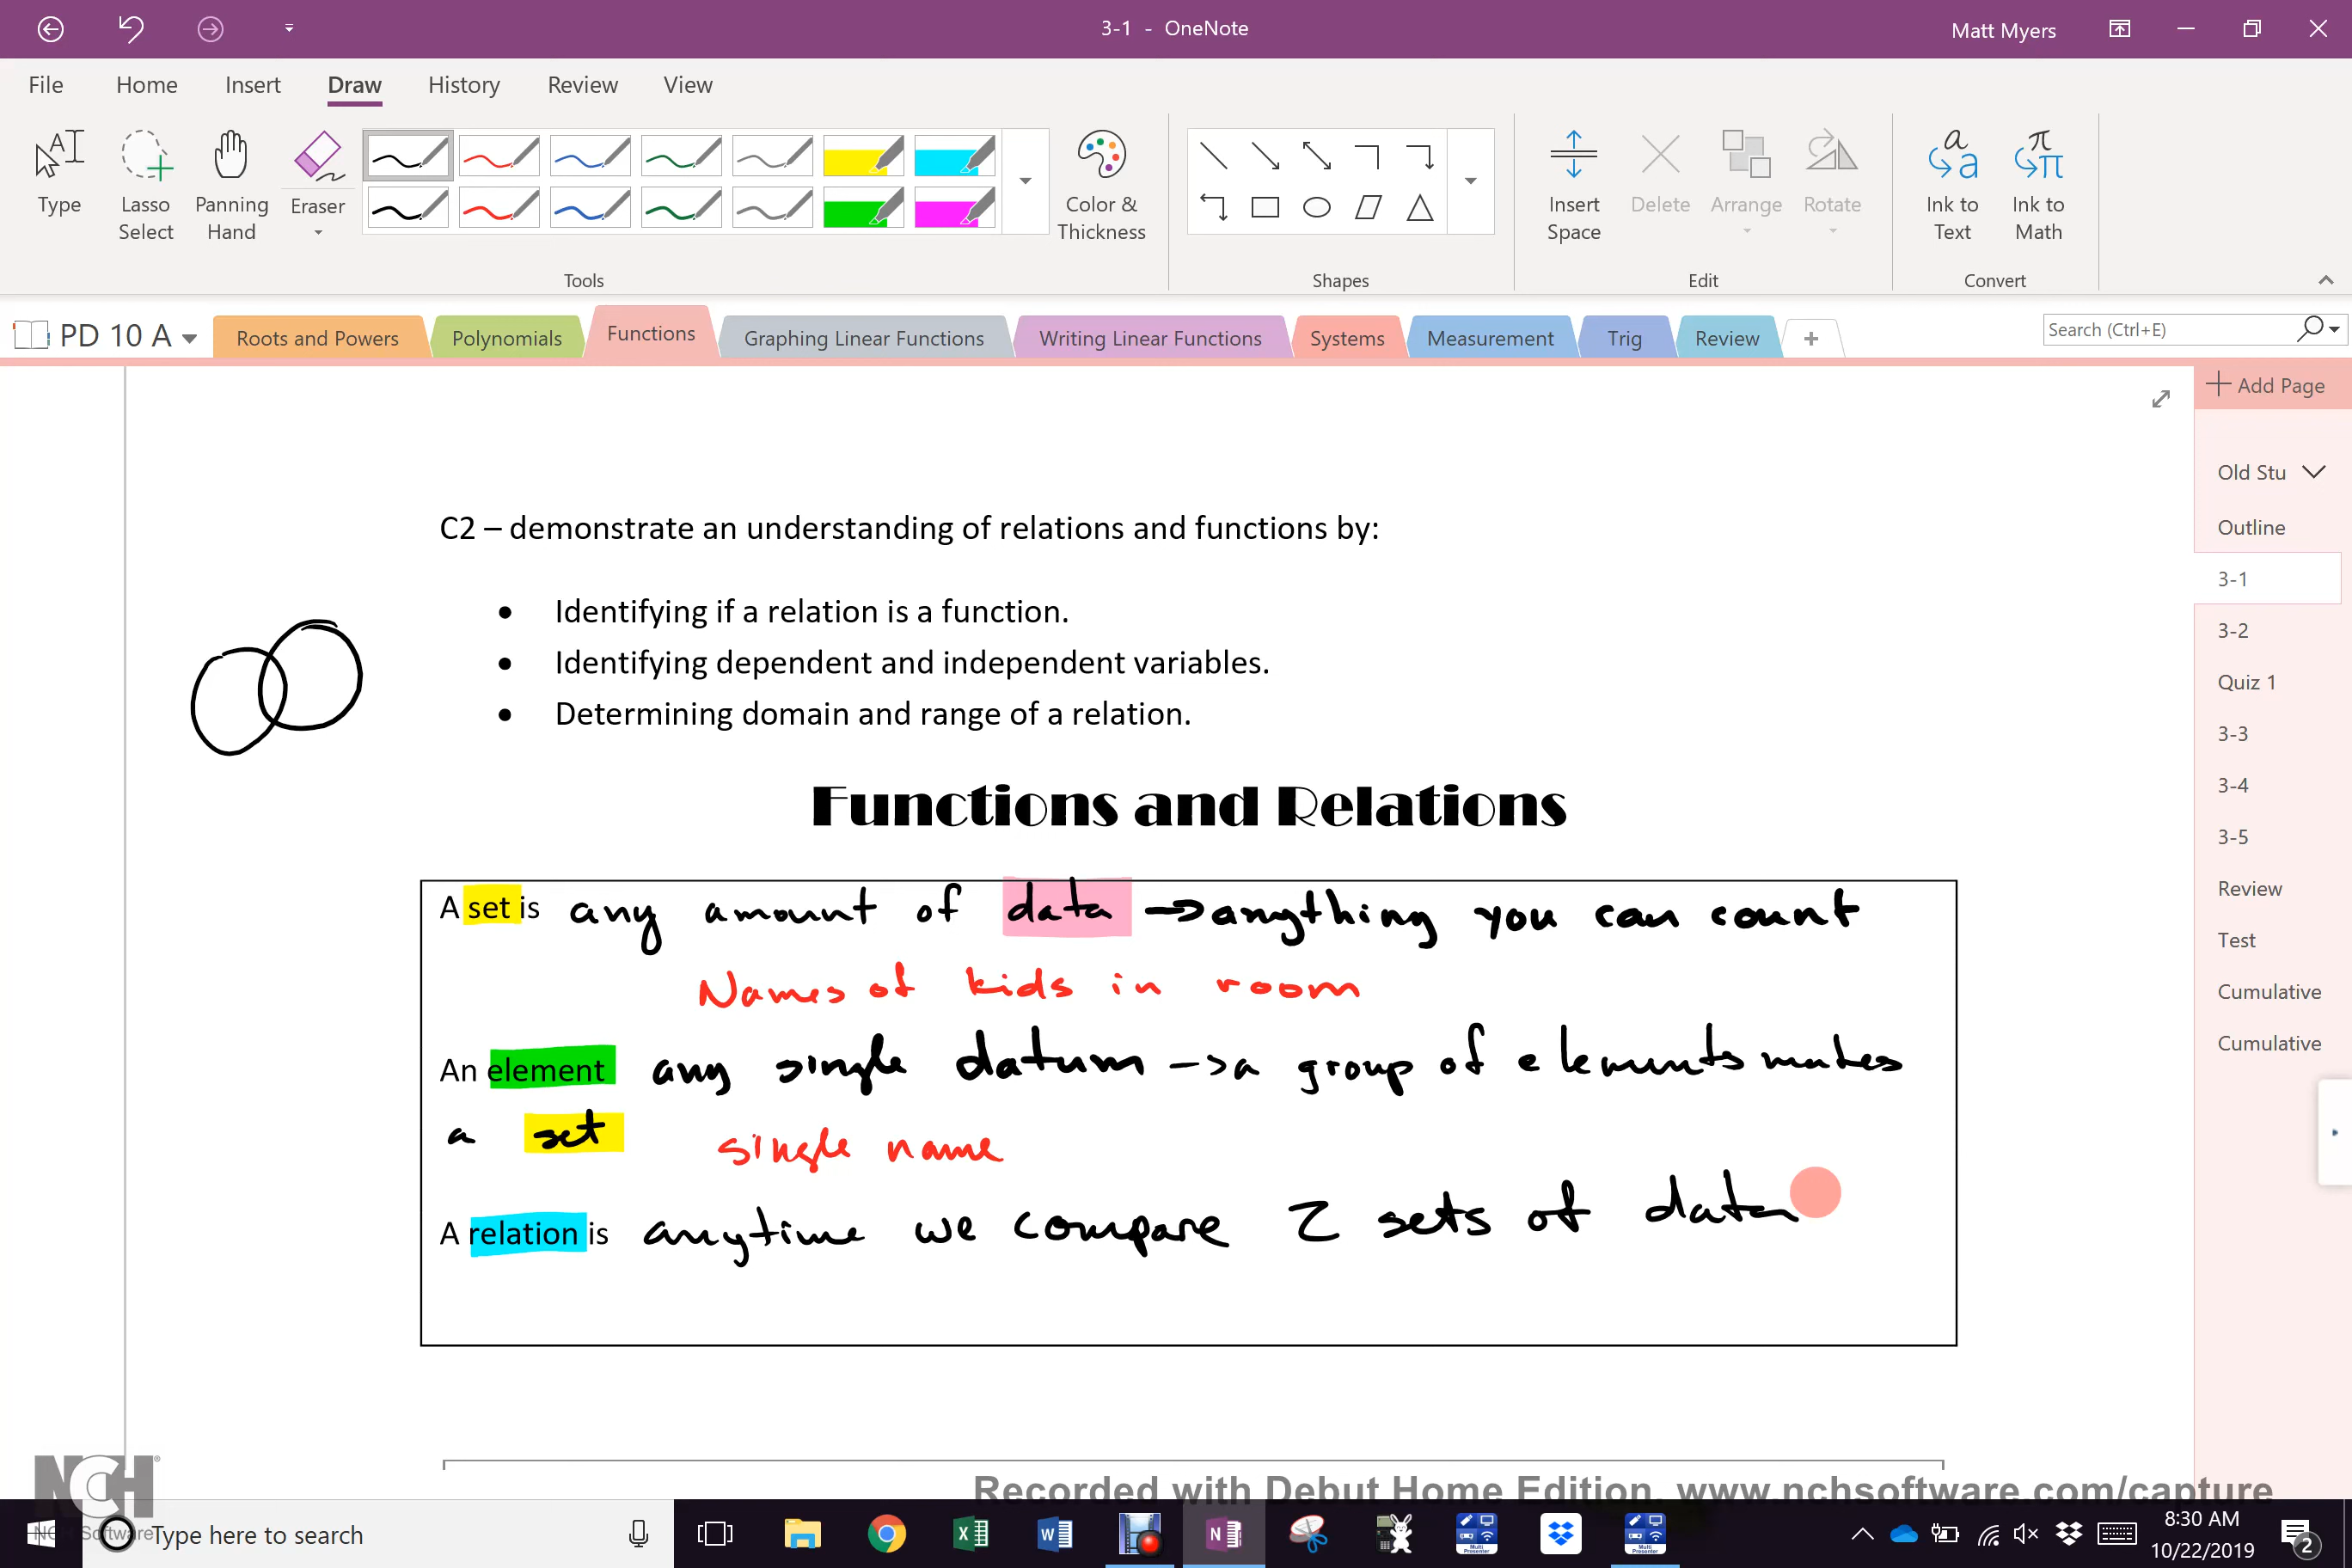 3-1 - OneNote
Matt Myers
File Home Insert Draw History Review View
Type
Lasso Select
Panning Hand
Eraser
Color & Thickness
Insert Space
Delete
Arrange
Rotate
Ink to Text
Ink to Math
Tools
Shapes
Edit
Convert
PD 10 A
Roots and Powers
Polynomials
Functions
Graphing Linear Functions
Writing Linear Functions
Systems
Measurement
Trig
Review
+
Search (Ctrl+E)
Add Page
Old Stu
Outline
3-1
3-2
Quiz 1
3-3
3-4
3-5
Review
Test
Cumulative
Cumulative
C2 – demonstrate an understanding of relations and functions by:
• Identifying if a relation is a function.
• Identifying dependent and independent variables.
• Determining domain and range of a relation.
Functions and Relations
A set is any amount of data → anything you can count
Names of kids in room
An element any single datum → a group of elements makes
a set single name
A relation is anytime we compare 2 sets of data
NCH®
NCH Software
Recorded with Debut Home Edition. www.nchsoftware.com/capture
Type here to search
8:30 AM
10/22/2019
2